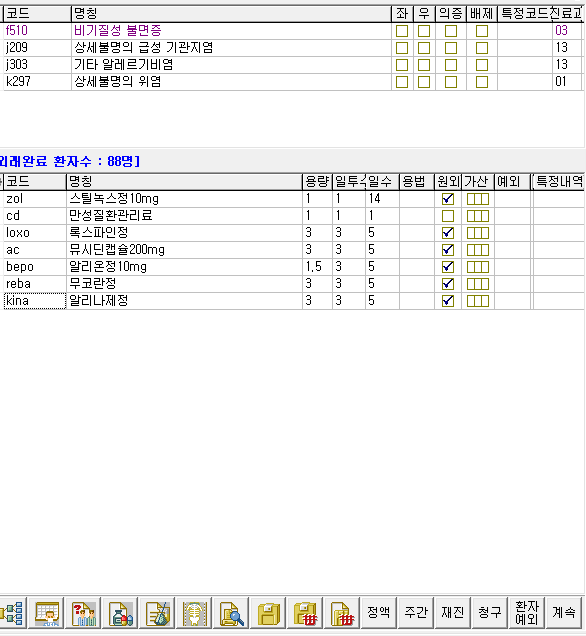 코드 명칭 좌 우 의증 배제 특정코드 진료과
f510 비기질성 불면증 03
j209 상세불명의 급성 기관지염 13
j303 기타 알레르기비염 13
k297 상세불명의 위염 01
외래완료 환자수 : 88명]
코드 명칭 용량 일투수 일수 용법 원외 가산 예외 특정내역
zol 스틸녹스정10mg 1 1 14
cd 만성질환관리료 1 1 1
loxo 록스파인정 3 3 5
ac 뮤시딘캡슐200mg 3 3 5
bepo 알리온정10mg 1,5 3 5
reba 무코란정 3 3 5
kina 알리나제정 3 3 5
정액 주간 재진 청구 환자예외 계속